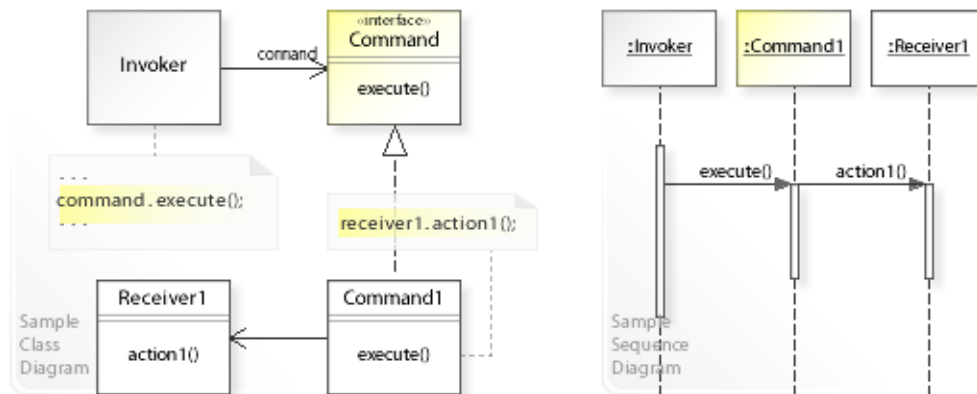 Invoker
command
«interface»
Command
execute()
- - -
command.execute();
- - -
receiver1.action1();
Receiver1
action1()
Command1
execute()
Sample
Class
Diagram
:Invoker
:Command1
:Receiver1
execute()
action1()
Sample
Sequence
Diagram